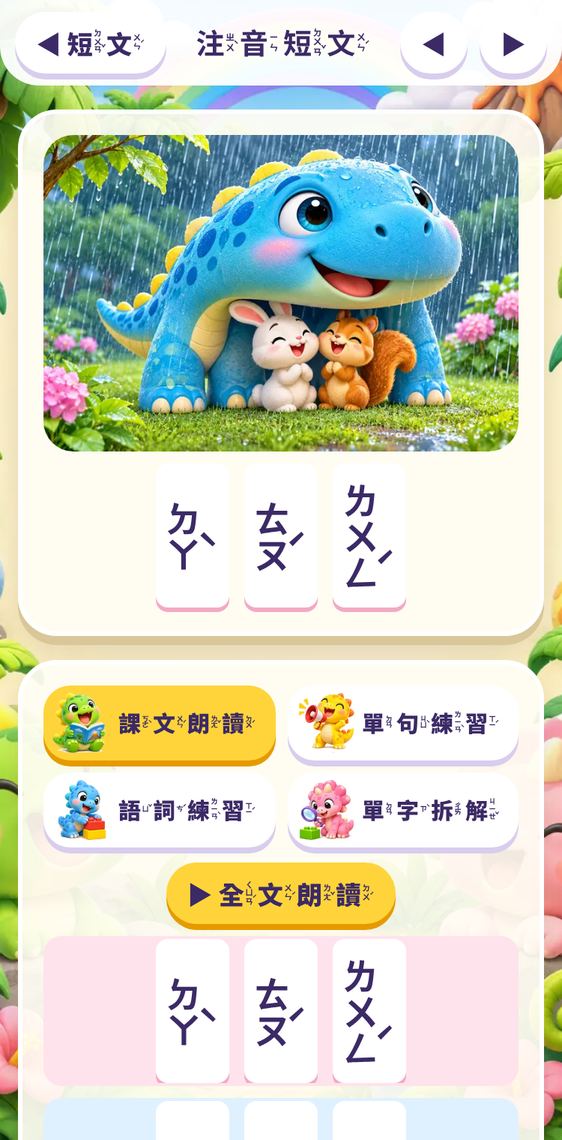 ◀ 短文 注音短文 ◀ ▶
ㄉㄚˋ ㄊㄡˊ ㄌㄨㄥˊ
課文朗讀 單句練習
語詞練習 單字拆解
▶ 全文朗讀
ㄉㄚˋ ㄊㄡˊ ㄌㄨㄥˊ